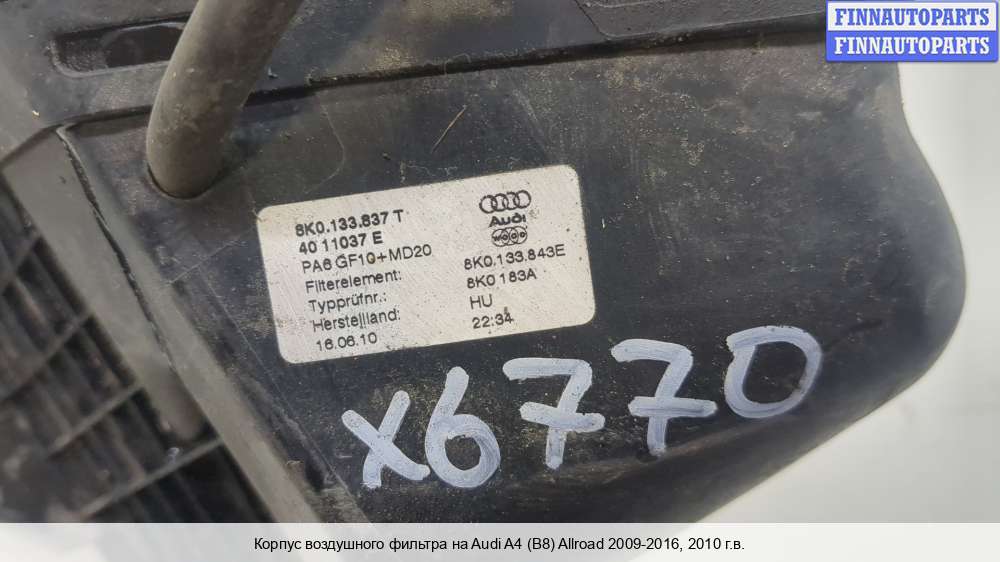 FINNAUTOPARTS
FINNAUTOPARTS
8K0.133.837 T
40 11037 E
PA6 GF10+MD20
Filterelement: 8K0.133.843E
Typprüfnr.: 8K0 183A
Herstellland: HU
16.06.10 22:34
Audi
x6770
Корпус воздушного фильтра на Audi A4 (B8) Allroad 2009-2016, 2010 г.в.